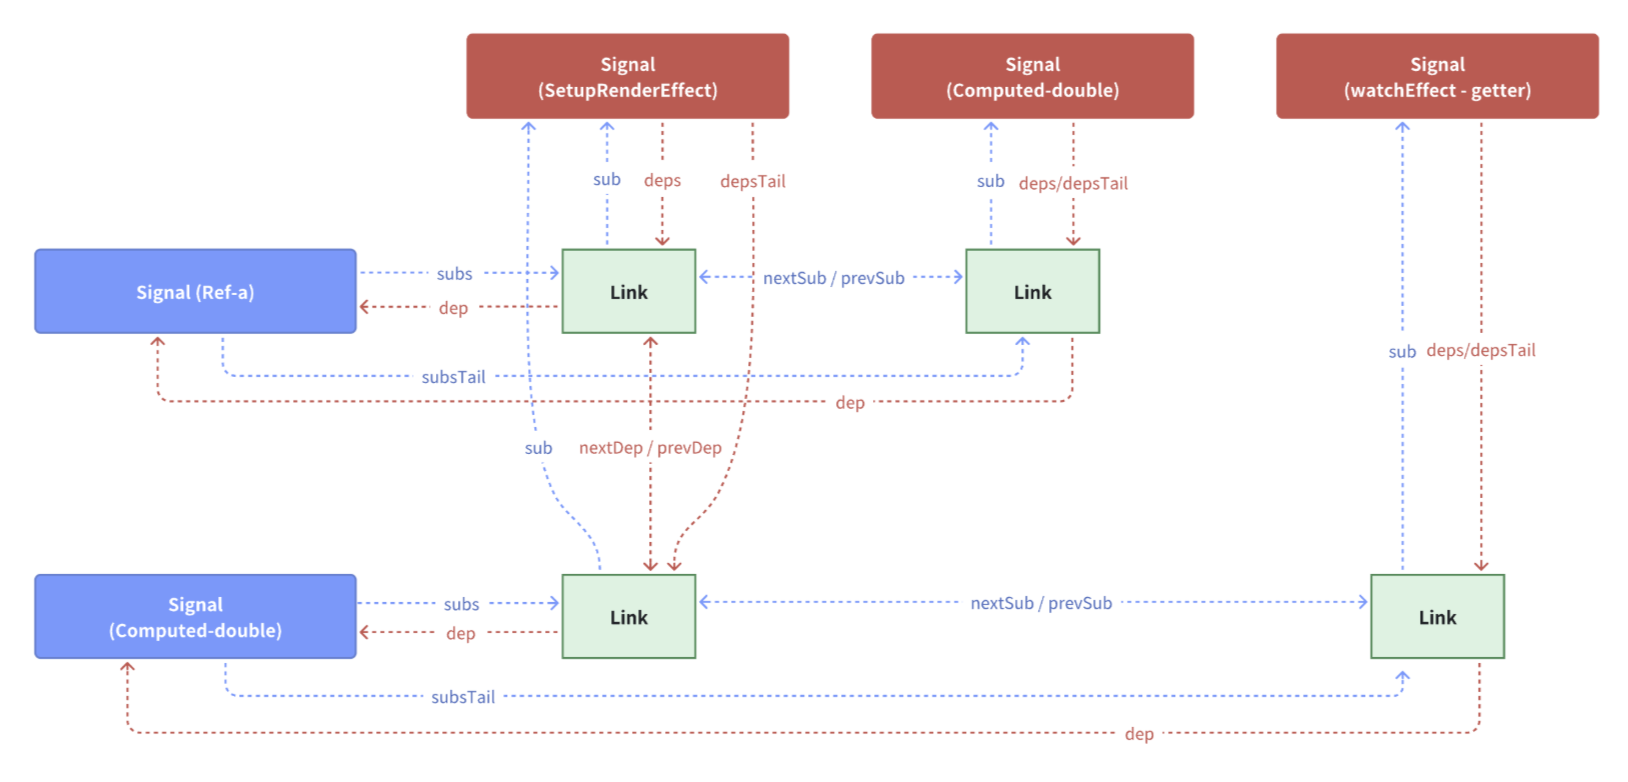 Signal
(SetupRenderEffect)
Signal
(Computed-double)
Signal
(watchEffect - getter)
sub
deps
depsTail
sub
deps/depsTail
Signal (Ref-a)
subs
dep
Link
nextSub / prevSub
Link
subsTail
dep
sub
deps/depsTail
sub
nextDep / prevDep
Signal
(Computed-double)
subs
dep
Link
nextSub / prevSub
Link
subsTail
dep